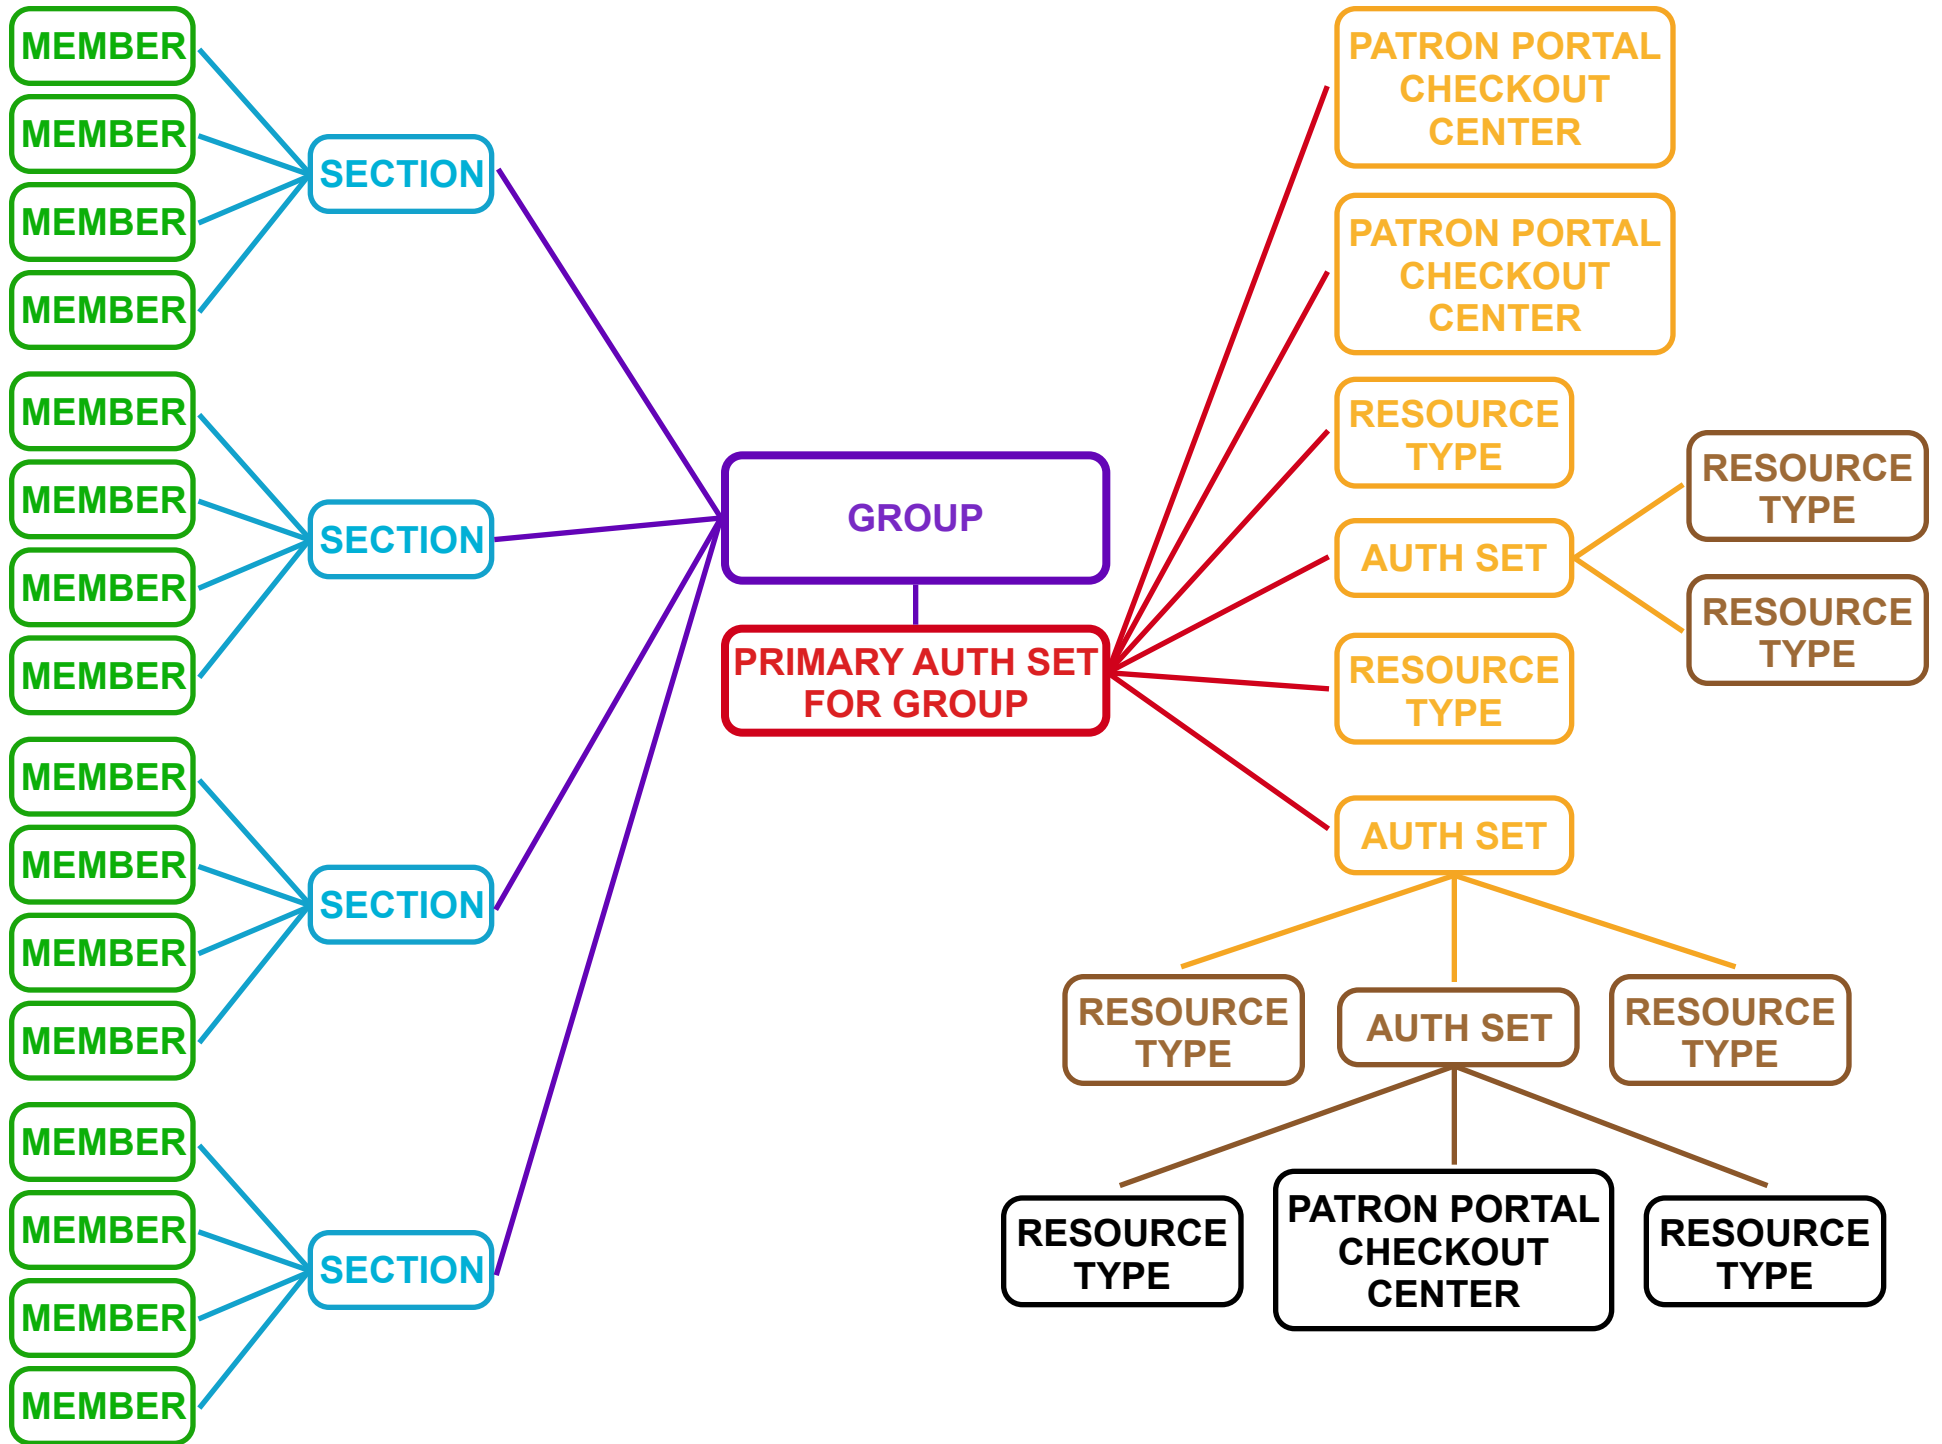 MEMBER
MEMBER
MEMBER
MEMBER
SECTION
MEMBER
MEMBER
MEMBER
MEMBER
SECTION
MEMBER
MEMBER
MEMBER
MEMBER
SECTION
MEMBER
MEMBER
MEMBER
MEMBER
SECTION
GROUP
PRIMARY AUTH SET
FOR GROUP
PATRON PORTAL
CHECKOUT
CENTER
PATRON PORTAL
CHECKOUT
CENTER
RESOURCE
TYPE
AUTH SET
RESOURCE
TYPE
RESOURCE
TYPE
RESOURCE
TYPE
AUTH SET
RESOURCE
TYPE
AUTH SET
RESOURCE
TYPE
RESOURCE
TYPE
PATRON PORTAL
CHECKOUT
CENTER
RESOURCE
TYPE